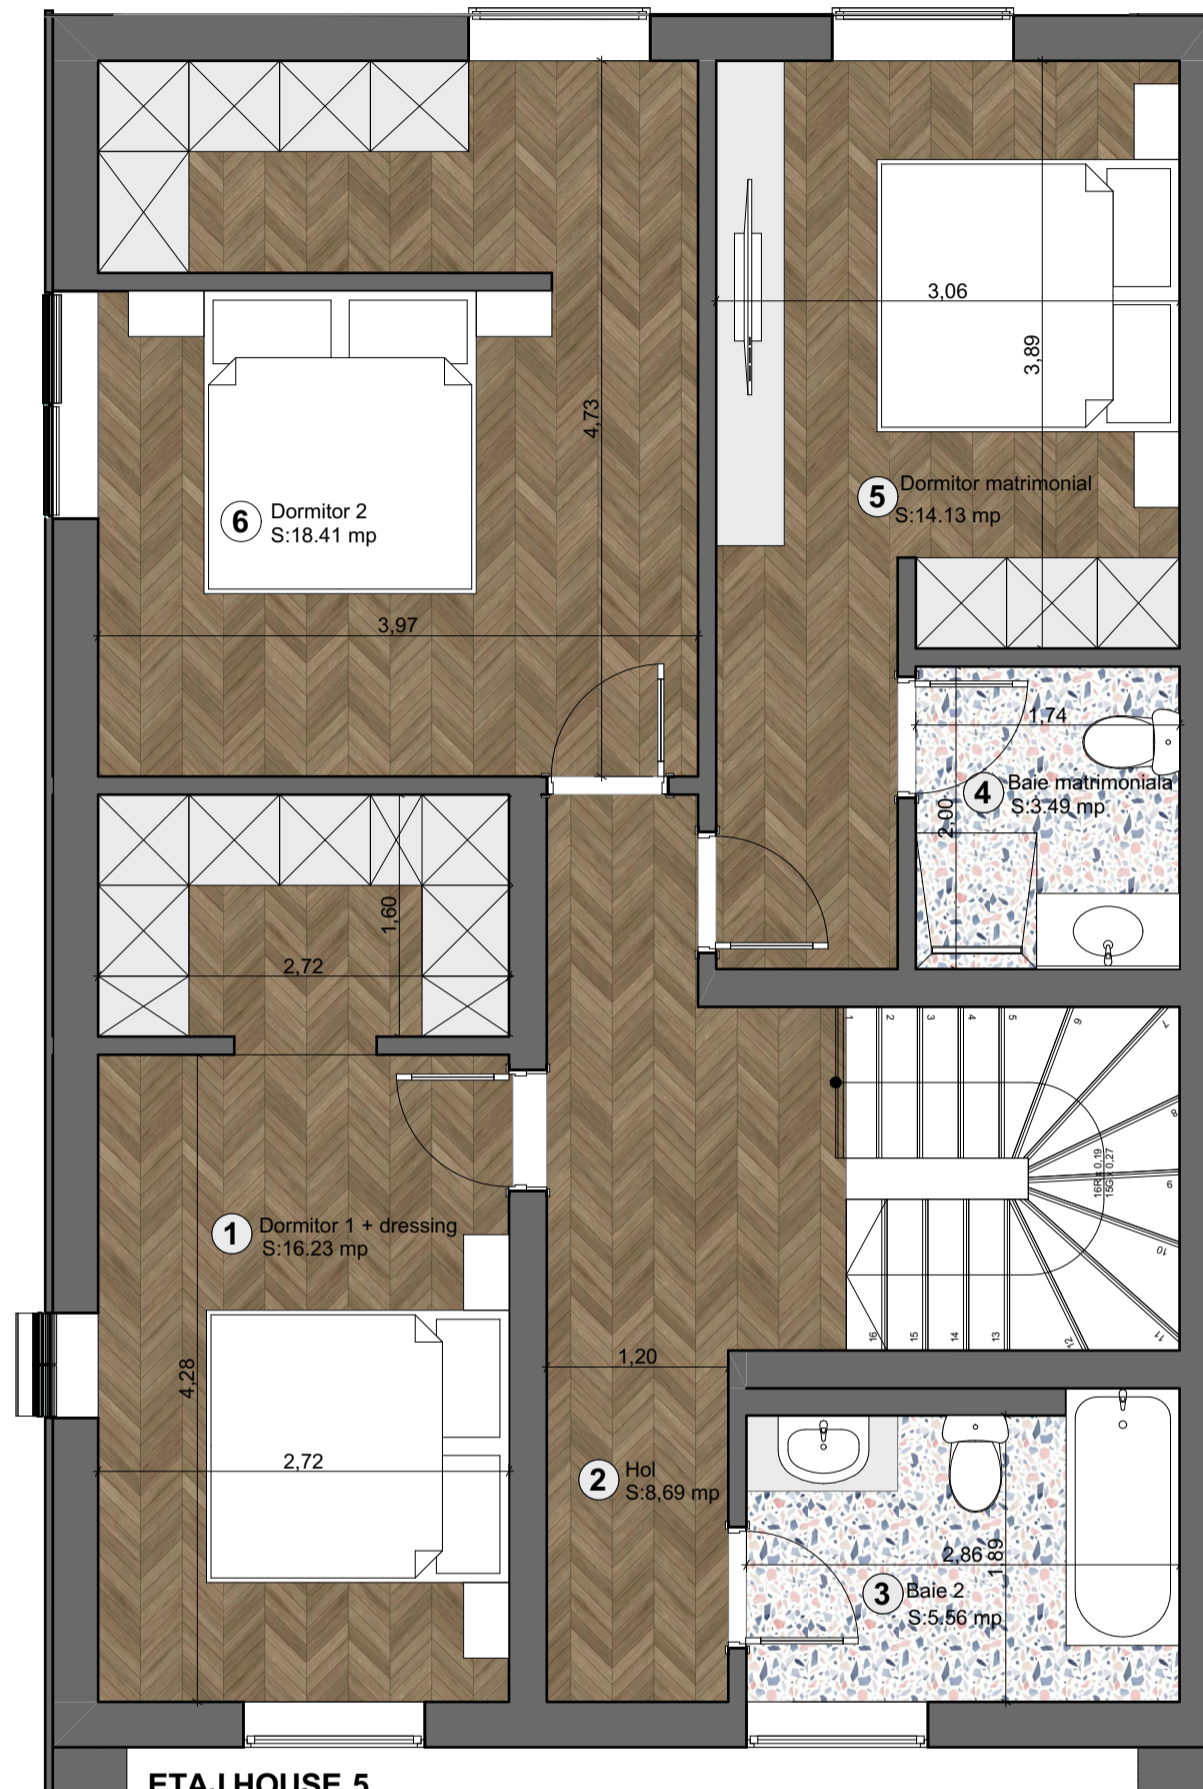 3,06
3,89
4,73
5 Dormitor matrimonial
S:14.13 mp
6 Dormitor 2
S:18.41 mp
3,97
1,74
4 Baie matrimoniala
S:3.49 mp
2,00
1,60
2,72
1 2 3 4 5 6 7
8
9
10
11
12
13
14
15
16
16R x 0,19
15G x 0,27
1 Dormitor 1 + dressing
S:16.23 mp
4,28
1,20
2,72
2 Hol
S:8,69 mp
2,86
1,89
3 Baie 2
S:5.56 mp
ETAJ HOUSE 5